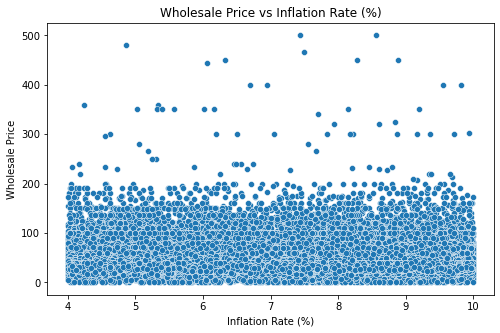 Wholesale Price vs Inflation Rate (%)
500
400
300
200
100
0
Wholesale Price
4 5 6 7 8 9 10
Inflation Rate (%)